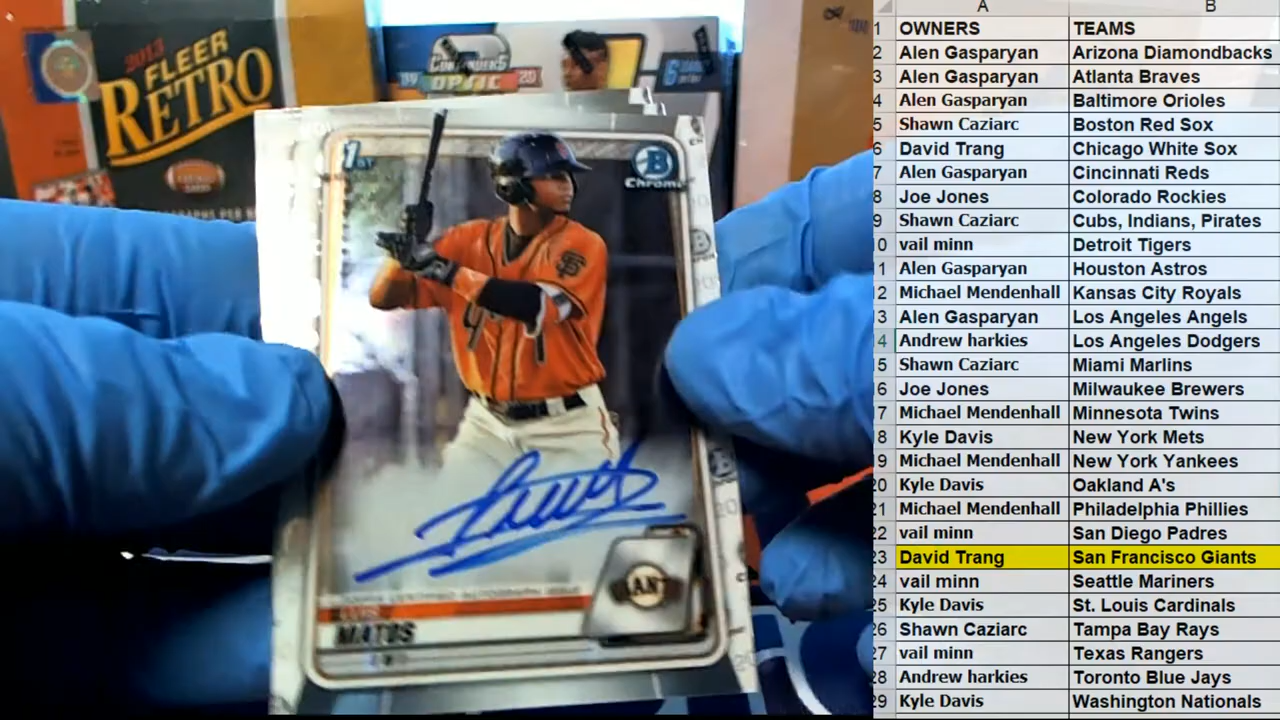 2013
FLEER
RETRO
CONTENDERS
OPTIC
20
6
1ST
B
Chrome
SF
LUIS
MATOS
A B
1 OWNERS TEAMS
2 Alen Gasparyan Arizona Diamondbacks
3 Alen Gasparyan Atlanta Braves
4 Alen Gasparyan Baltimore Orioles
5 Shawn Caziarc Boston Red Sox
6 David Trang Chicago White Sox
7 Alen Gasparyan Cincinnati Reds
8 Joe Jones Colorado Rockies
9 Shawn Caziarc Cubs, Indians, Pirates
10 vail minn Detroit Tigers
11 Alen Gasparyan Houston Astros
12 Michael Mendenhall Kansas City Royals
13 Alen Gasparyan Los Angeles Angels
14 Andrew harkies Los Angeles Dodgers
15 Shawn Caziarc Miami Marlins
16 Joe Jones Milwaukee Brewers
17 Michael Mendenhall Minnesota Twins
18 Kyle Davis New York Mets
19 Michael Mendenhall New York Yankees
20 Kyle Davis Oakland A's
21 Michael Mendenhall Philadelphia Phillies
22 vail minn San Diego Padres
23 David Trang San Francisco Giants
24 vail minn Seattle Mariners
25 Kyle Davis St. Louis Cardinals
26 Shawn Caziarc Tampa Bay Rays
27 vail minn Texas Rangers
28 Andrew harkies Toronto Blue Jays
29 Kyle Davis Washington Nationals